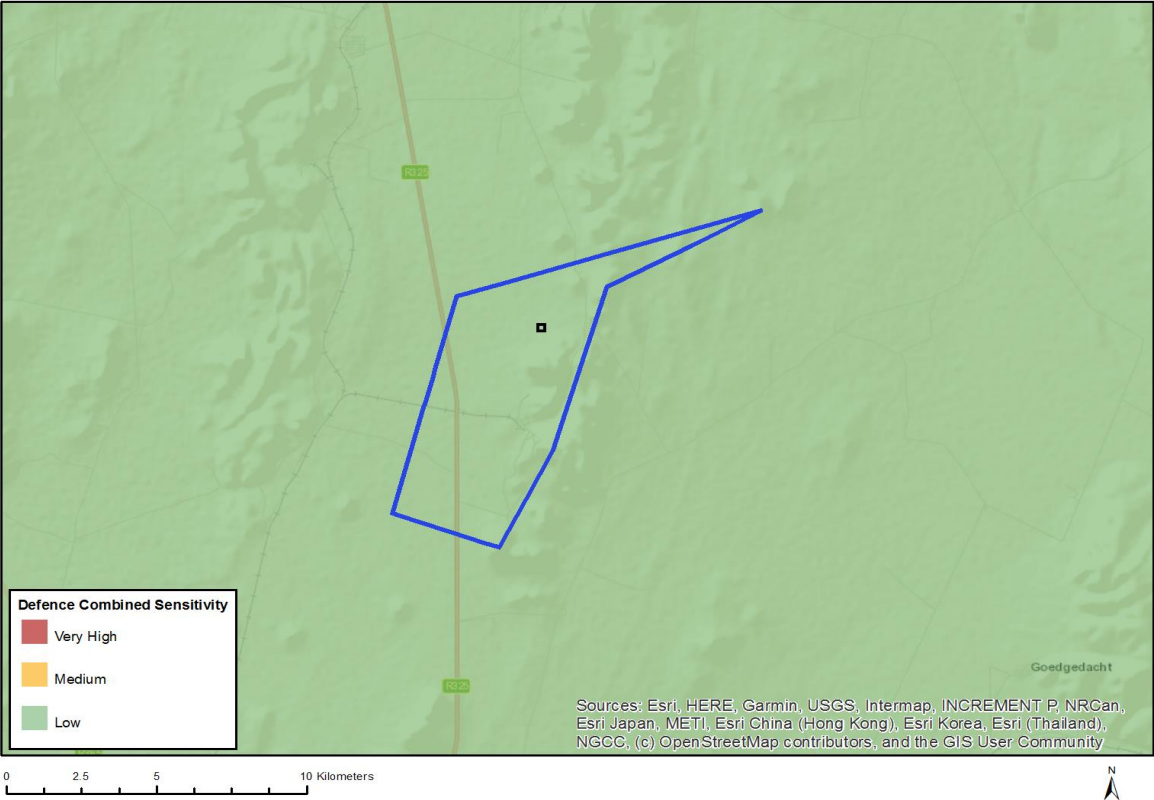 R325
Goedgedacht
R325
Defence Combined Sensitivity
Very High
Medium
Low
Sources: Esri, HERE, Garmin, USGS, Intermap, INCREMENT P, NRCan,
Esri Japan, METI, Esri China (Hong Kong), Esri Korea, Esri (Thailand),
NGCC, (c) OpenStreetMap contributors, and the GIS User Community
0 2.5 5 10 Kilometers
N